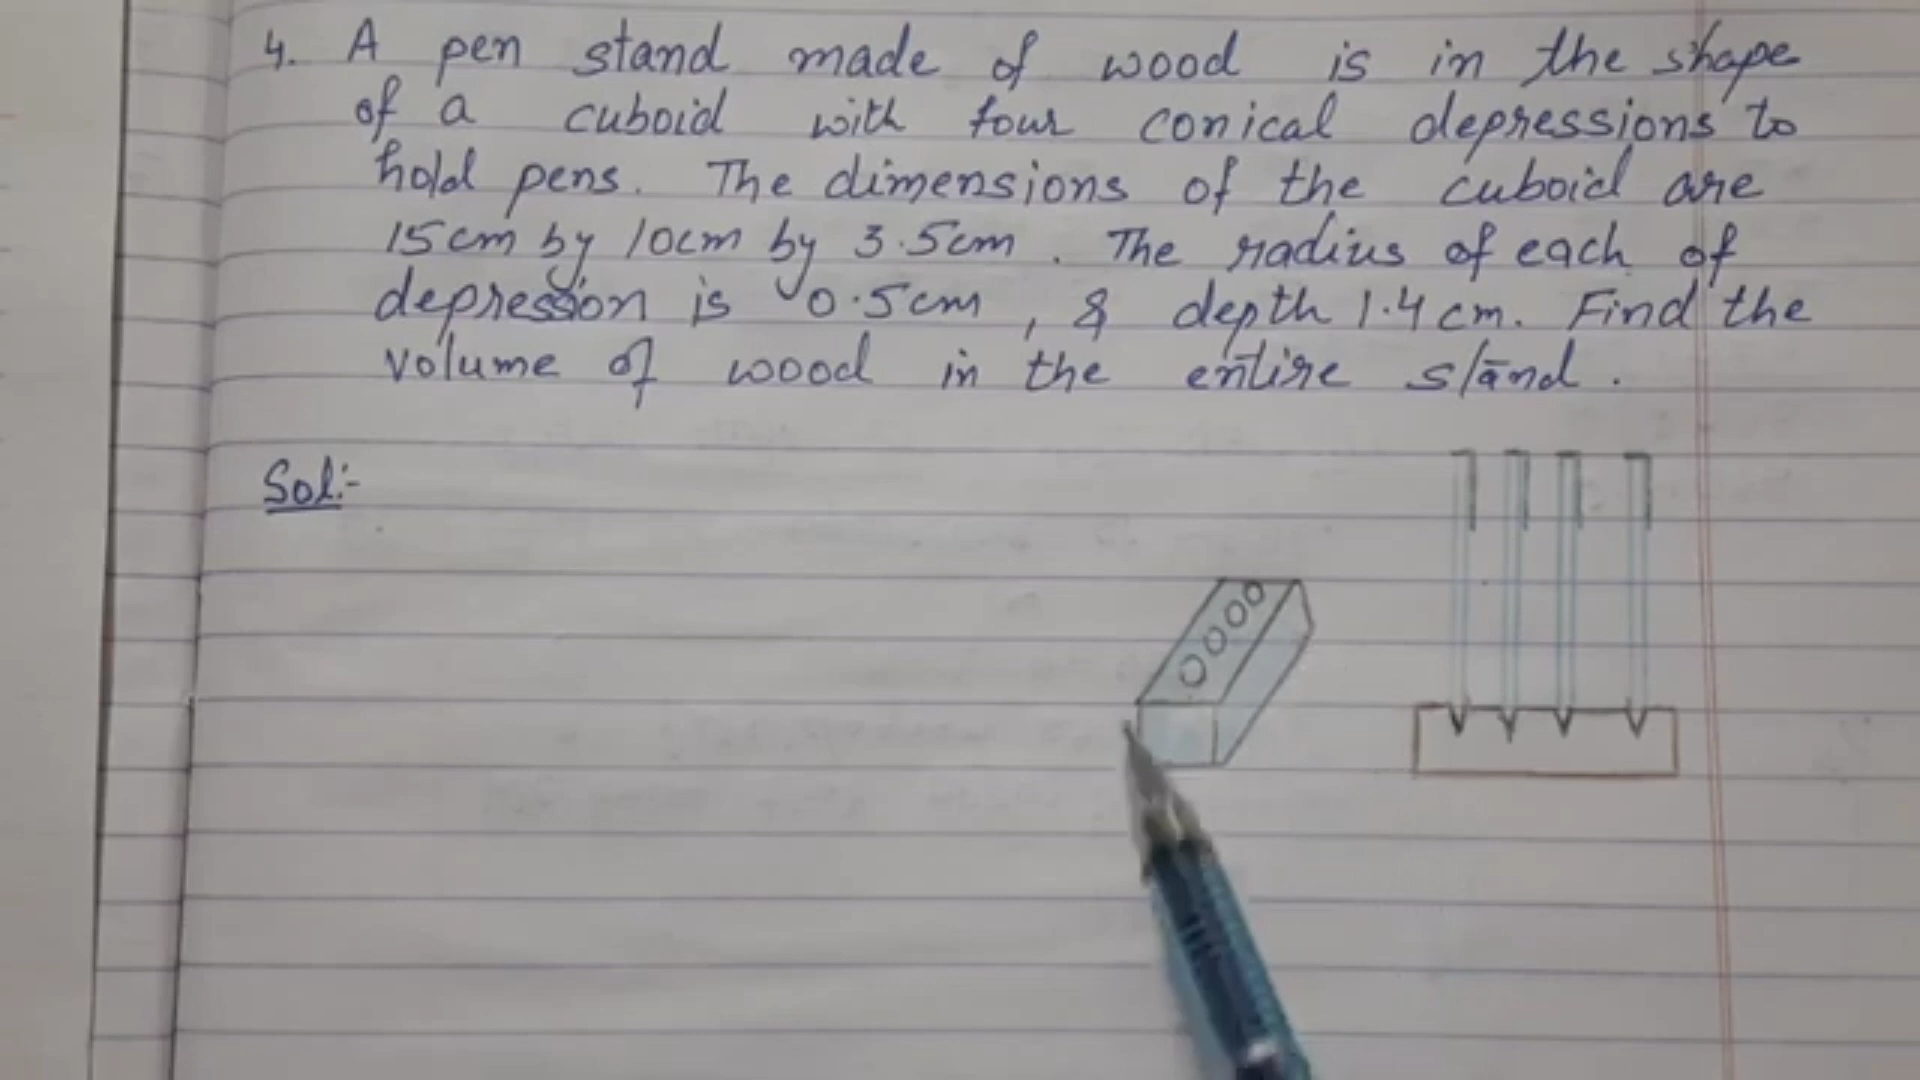 4. A pen stand made of wood is in the shape
of a cuboid with four conical depressions to
hold pens. The dimensions of the cuboid are
15cm by 10cm by 3.5cm. The radius of each of
depression is 0.5cm, & depth 1.4cm. Find the
volume of wood in the entire stand.
Sol:-